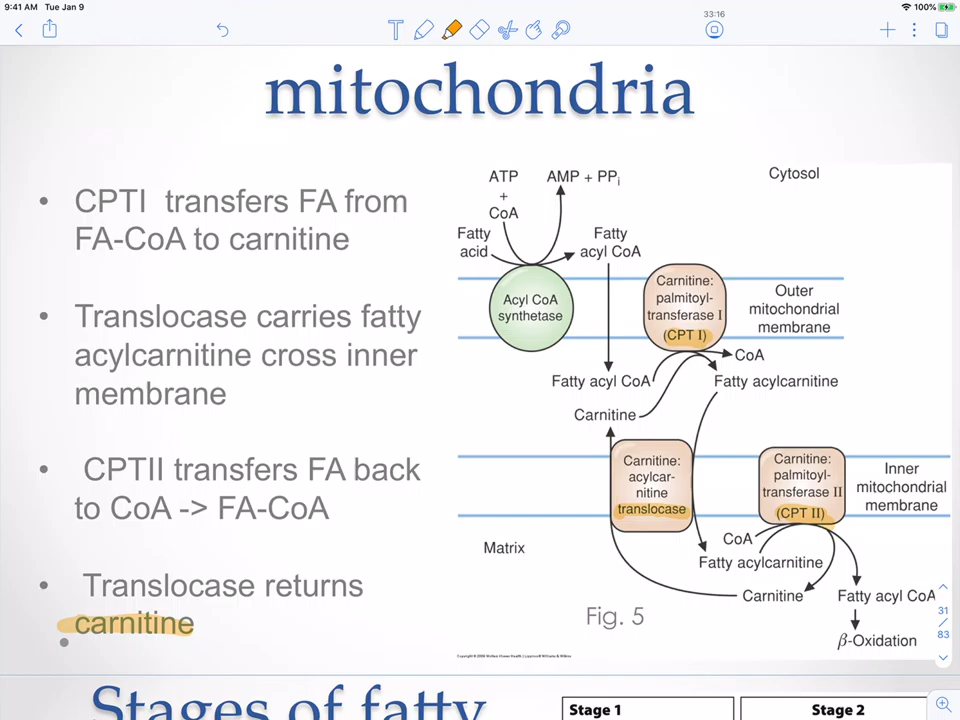 9:41 AM Tue Jan 9
100%
33:16
T
mitochondria
• CPTI transfers FA from
FA-CoA to carnitine
• Translocase carries fatty
acylcarnitine cross inner
membrane
• CPTII transfers FA back
to CoA -> FA-CoA
• Translocase returns
carnitine
•
ATP
+
CoA
AMP + PPi
Cytosol
Fatty
acid
Fatty
acyl CoA
Acyl CoA
synthetase
Carnitine:
palmitoyl-
transferase I
(CPT I)
Outer
mitochondrial
membrane
CoA
Fatty acyl CoA
Fatty acylcarnitine
Carnitine
Carnitine:
acylcar-
nitine
translocase
Carnitine:
palmitoyl-
transferase II
(CPT II)
Inner
mitochondrial
membrane
Matrix
CoA
Fatty acylcarnitine
Carnitine
Fatty acyl CoA
β-Oxidation
Fig. 5
31
/
83
Stages of fatty
Stage 1
Stage 2